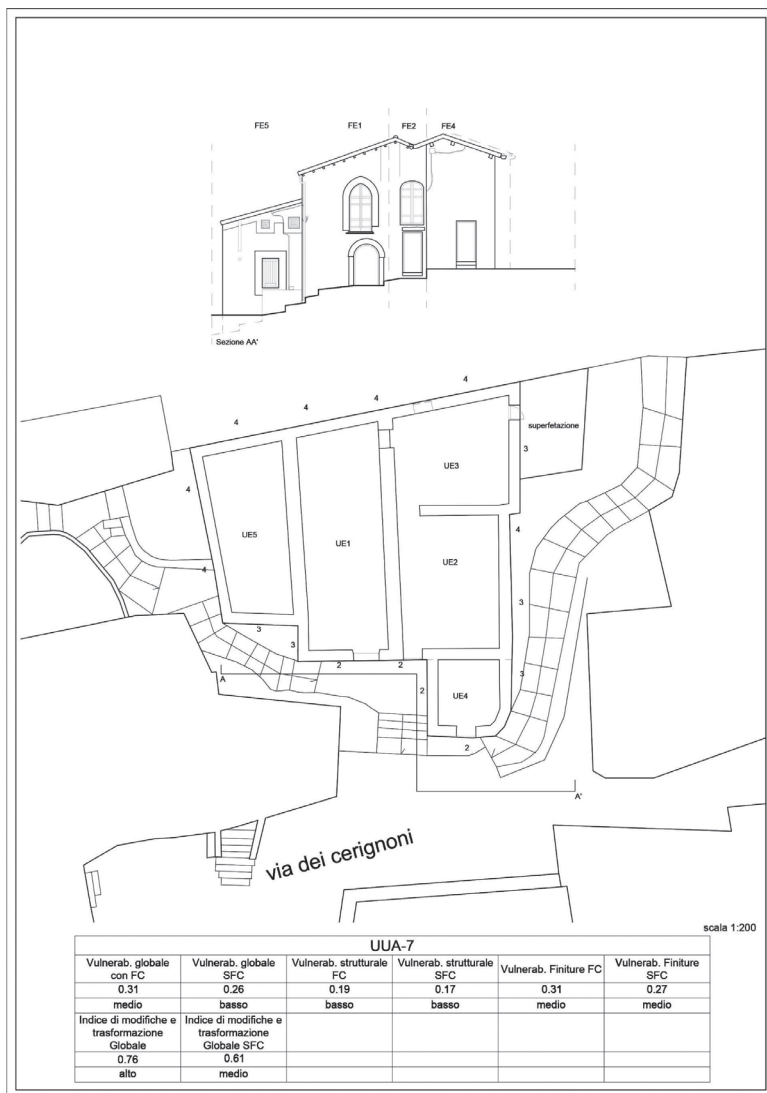 FE5 FE1 FE2 FE4
Sezione AA'
4
4
4
4
superfetazione
3
UE3
4
4
UE5
UE1
UE2
4
3
3
3
2
2
A
2
UE4
3
2
A'
via dei cerignoni
scala 1:200
UUA-7
Vulnerab. globale con FC
Vulnerab. globale SFC
Vulnerab. strutturale FC
Vulnerab. strutturale SFC
Vulnerab. Finiture FC
Vulnerab. Finiture SFC
0.31 0.26 0.19 0.17 0.31 0.27
medio basso basso basso medio medio
Indice di modifiche e trasformazione Globale
Indice di modifiche e trasformazione Globale SFC
0.76 0.61
alto medio